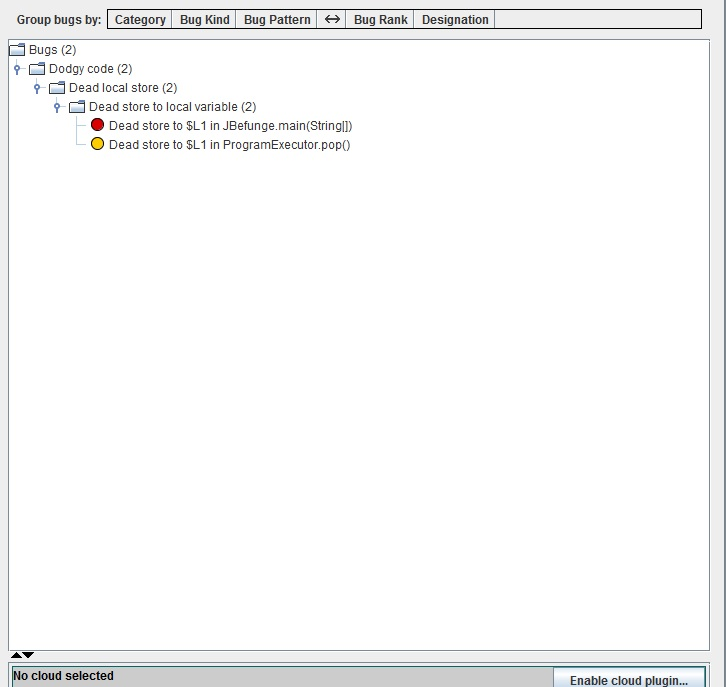 Group bugs by: Category Bug Kind Bug Pattern ↔ Bug Rank Designation
Bugs (2)
Dodgy code (2)
Dead local store (2)
Dead store to local variable (2)
Dead store to $L1 in JBefunge.main(String[])
Dead store to $L1 in ProgramExecutor.pop()
No cloud selected
Enable cloud plugin...